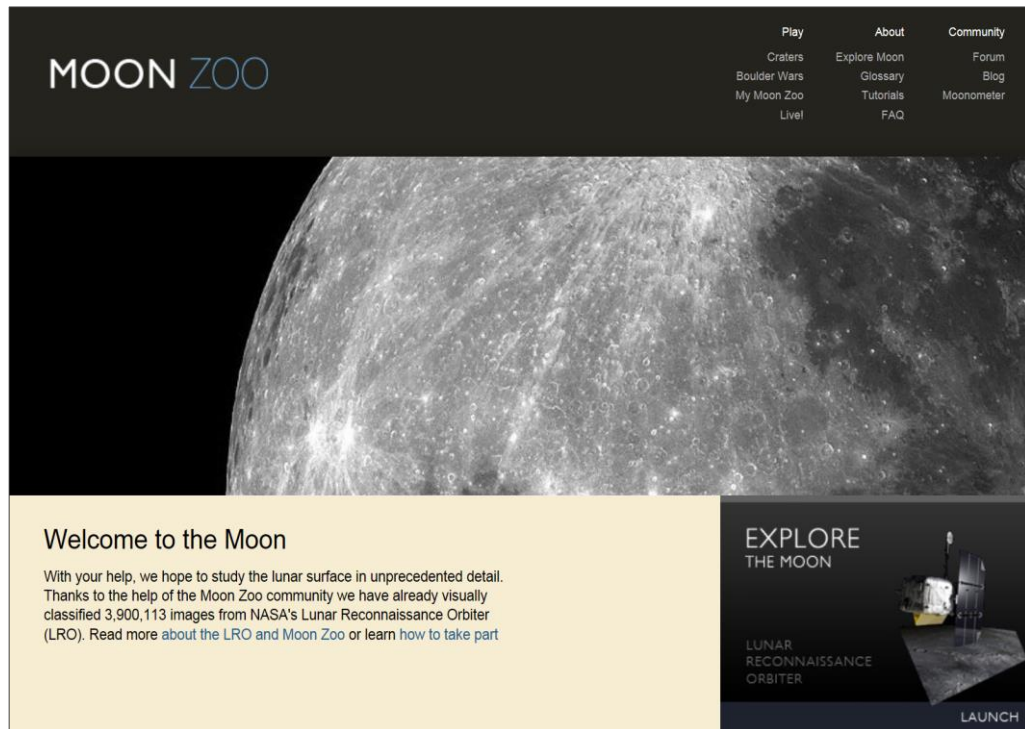 MOON ZOO
Play
Craters
Boulder Wars
My Moon Zoo
Live!
About
Explore Moon
Glossary
Tutorials
FAQ
Community
Forum
Blog
Moonometer
Welcome to the Moon
With your help, we hope to study the lunar surface in unprecedented detail.
Thanks to the help of the Moon Zoo community we have already visually
classified 3,900,113 images from NASA's Lunar Reconnaissance Orbiter
(LRO). Read more about the LRO and Moon Zoo or learn how to take part
EXPLORE
THE MOON
LUNAR
RECONNAISSANCE
ORBITER
LAUNCH